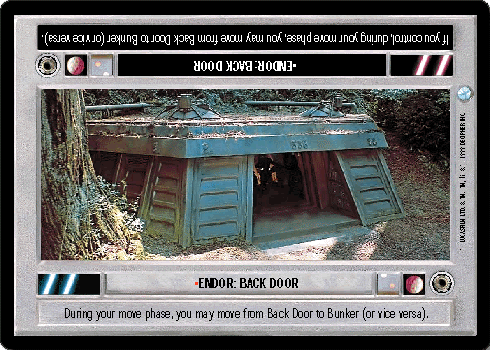 If you control, during your move phase, you may move from Back Door to Bunker (or vice versa).
•ENDOR: BACK DOOR
•ENDOR: BACK DOOR
During your move phase, you may move from Back Door to Bunker (or vice versa).